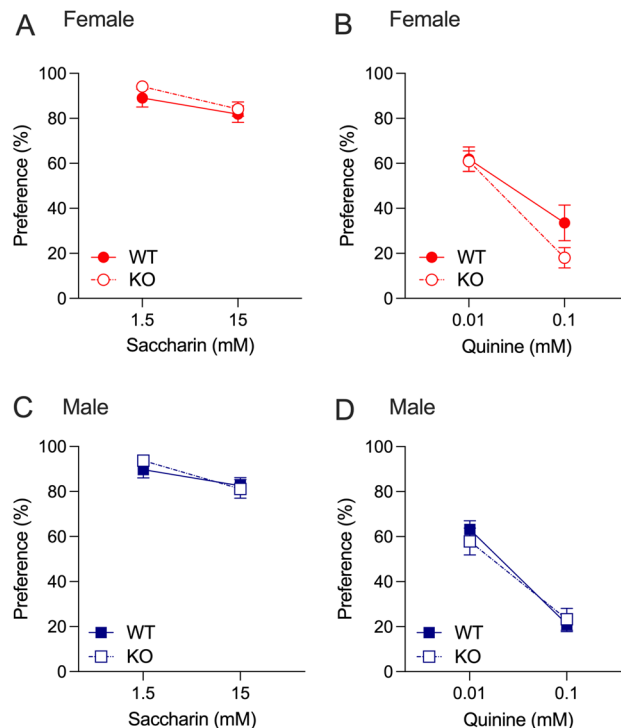 A Female
100
80
60
40
20
0
Preference (%)
WT
KO
1.5 15
Saccharin (mM)
B Female
100
80
60
40
20
0
Preference (%)
WT
KO
0.01 0.1
Quinine (mM)
C Male
100
80
60
40
20
0
Preference (%)
WT
KO
1.5 15
Saccharin (mM)
D Male
100
80
60
40
20
0
Preference (%)
WT
KO
0.01 0.1
Quinine (mM)